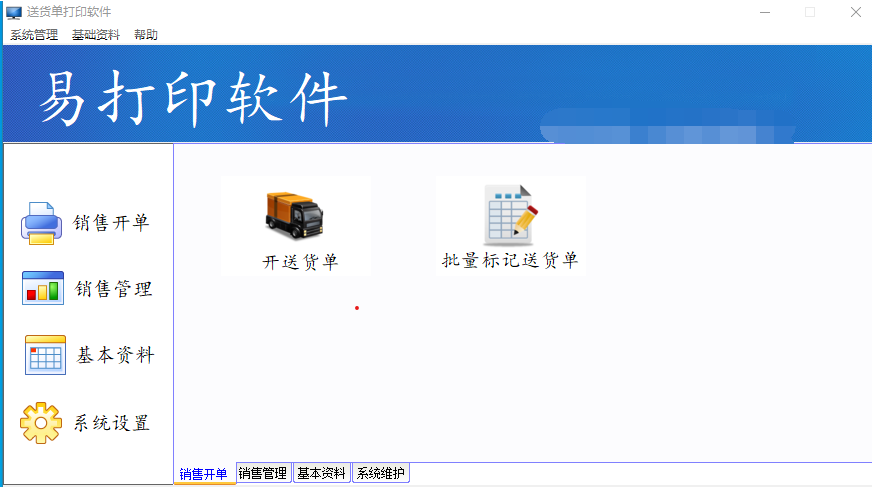 送货单打印软件
系统管理 基础资料 帮助
易打印软件
销售开单
销售管理
基本资料
系统设置
开送货单
批量标记送货单
销售开单 销售管理 基本资料 系统维护